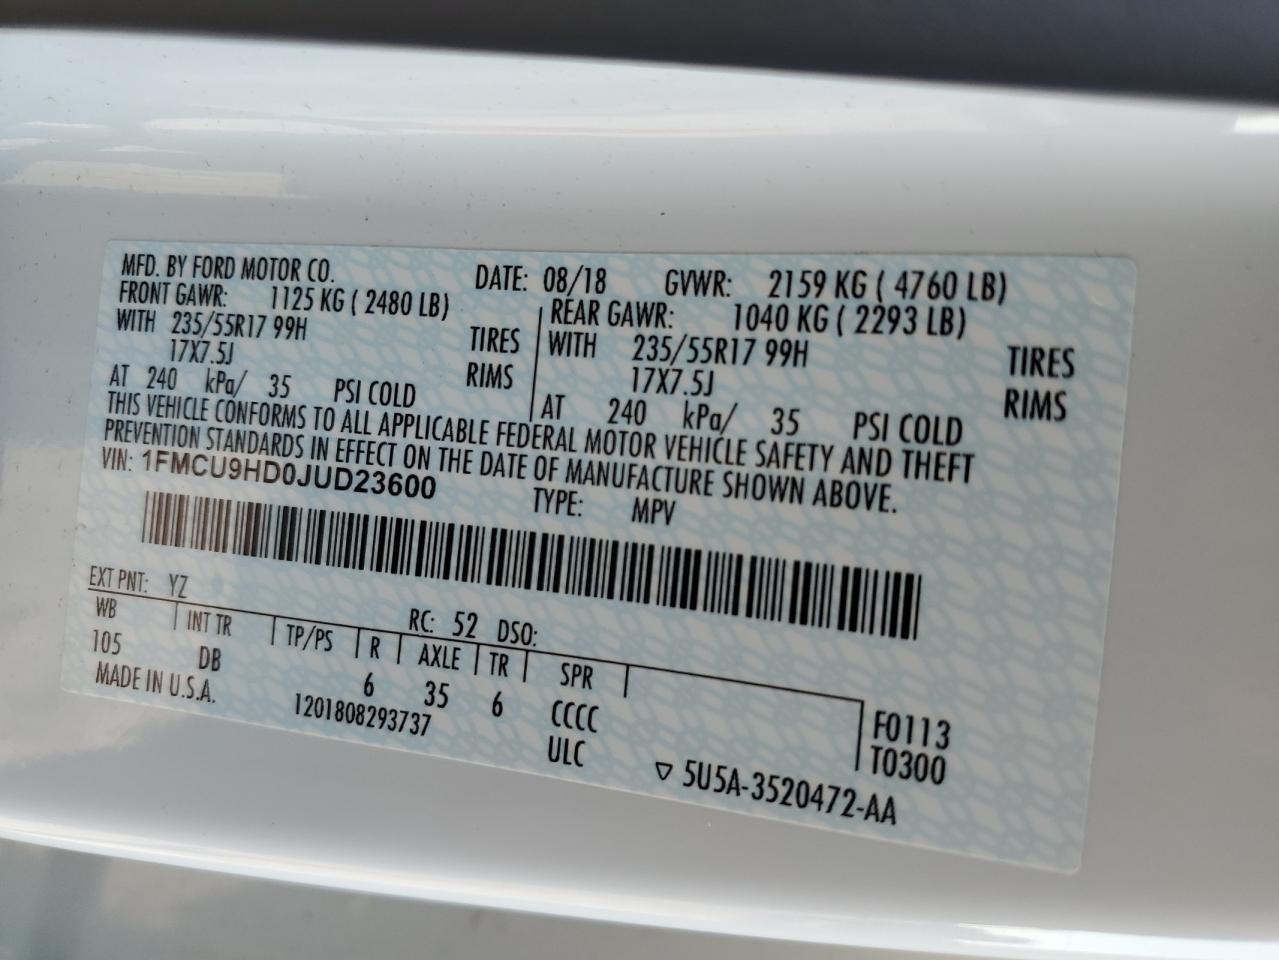 MFD. BY FORD MOTOR CO. DATE: 08/18 GVWR: 2159 KG ( 4760 LB)
FRONT GAWR: 1125 KG ( 2480 LB) REAR GAWR: 1040 KG ( 2293 LB)
WITH 235/55R17 99H TIRES WITH 235/55R17 99H TIRES
17X7.5J RIMS 17X7.5J RIMS
AT 240 kPa/ 35 PSI COLD AT 240 kPa/ 35 PSI COLD
THIS VEHICLE CONFORMS TO ALL APPLICABLE FEDERAL MOTOR VEHICLE SAFETY AND THEFT
PREVENTION STANDARDS IN EFFECT ON THE DATE OF MANUFACTURE SHOWN ABOVE.
VIN: 1FMCU9HD0JUD23600 TYPE: MPV
EXT PNT: YZ RC: 52 DSO:
WB INT TR TP/PS R AXLE TR SPR
105 DB 6 35 6 CCCC F0113
MADE IN U.S.A. 1201808293737 ULC T0300
▽ 5U5A-3520472-AA